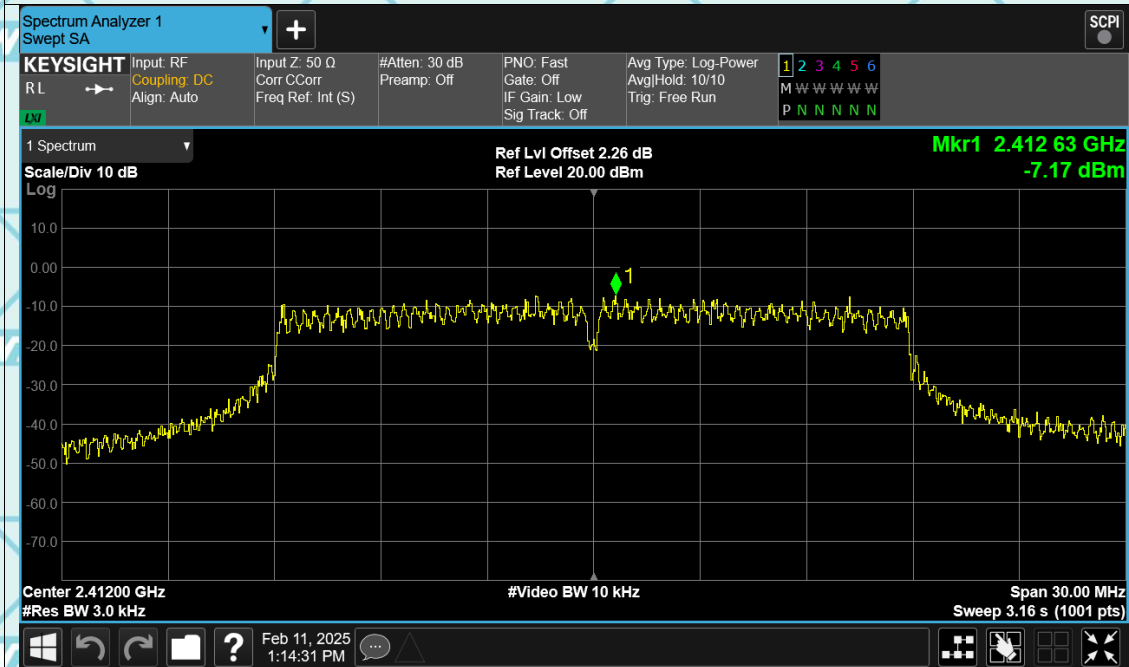 Spectrum Analyzer 1
Swept SA
SCPI
KEYSIGHT
RL
LXI
Input: RF
Coupling: DC
Align: Auto
Input Z: 50 Ω
Corr CCorr
Freq Ref: Int (S)
#Atten: 30 dB
Preamp: Off
PNO: Fast
Gate: Off
IF Gain: Low
Sig Track: Off
Avg Type: Log-Power
Avg|Hold: 10/10
Trig: Free Run
1 2 3 4 5 6
M W W W W W
P N N N N N
1 Spectrum
Scale/Div 10 dB
Log
Ref Lvl Offset 2.26 dB
Ref Level 20.00 dBm
Mkr1 2.412 63 GHz
-7.17 dBm
10.0
0.00
-10.0
-20.0
-30.0
-40.0
-50.0
-60.0
-70.0
1
Center 2.41200 GHz
#Res BW 3.0 kHz
#Video BW 10 kHz
Span 30.00 MHz
Sweep 3.16 s (1001 pts)
?
Feb 11, 2025
1:14:31 PM